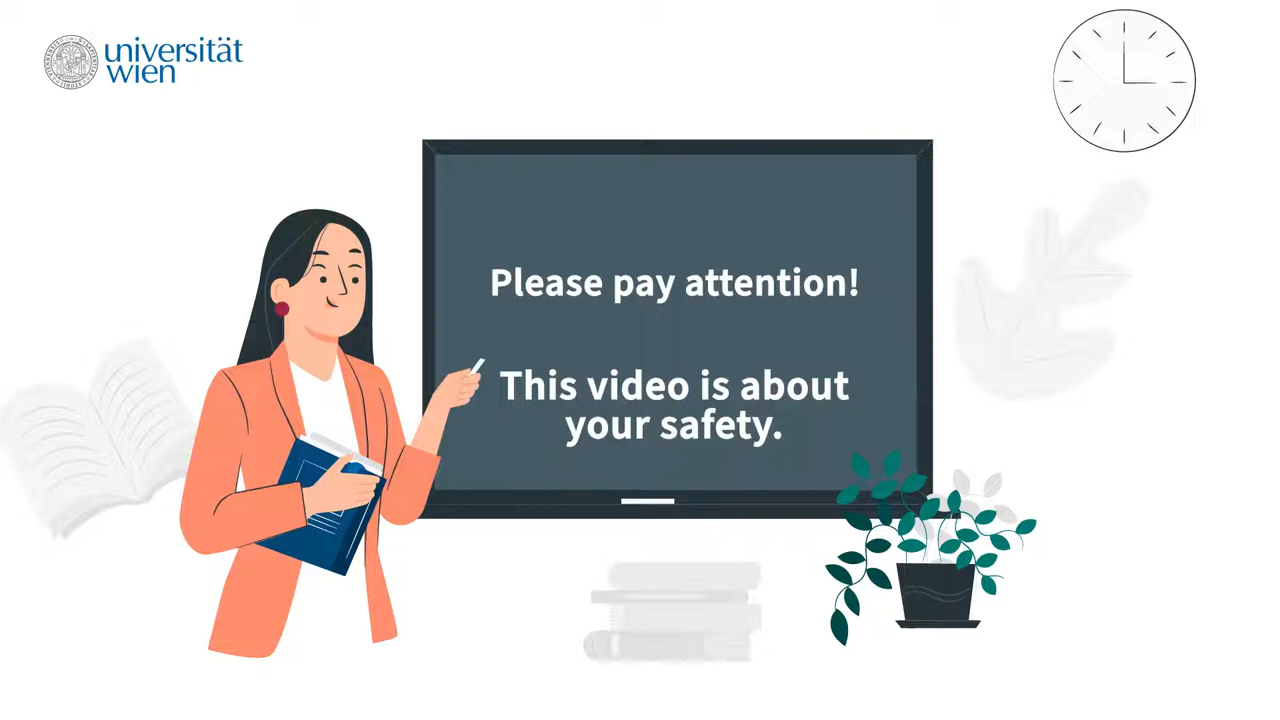 universität
wien
Please pay attention!
This video is about
your safety.